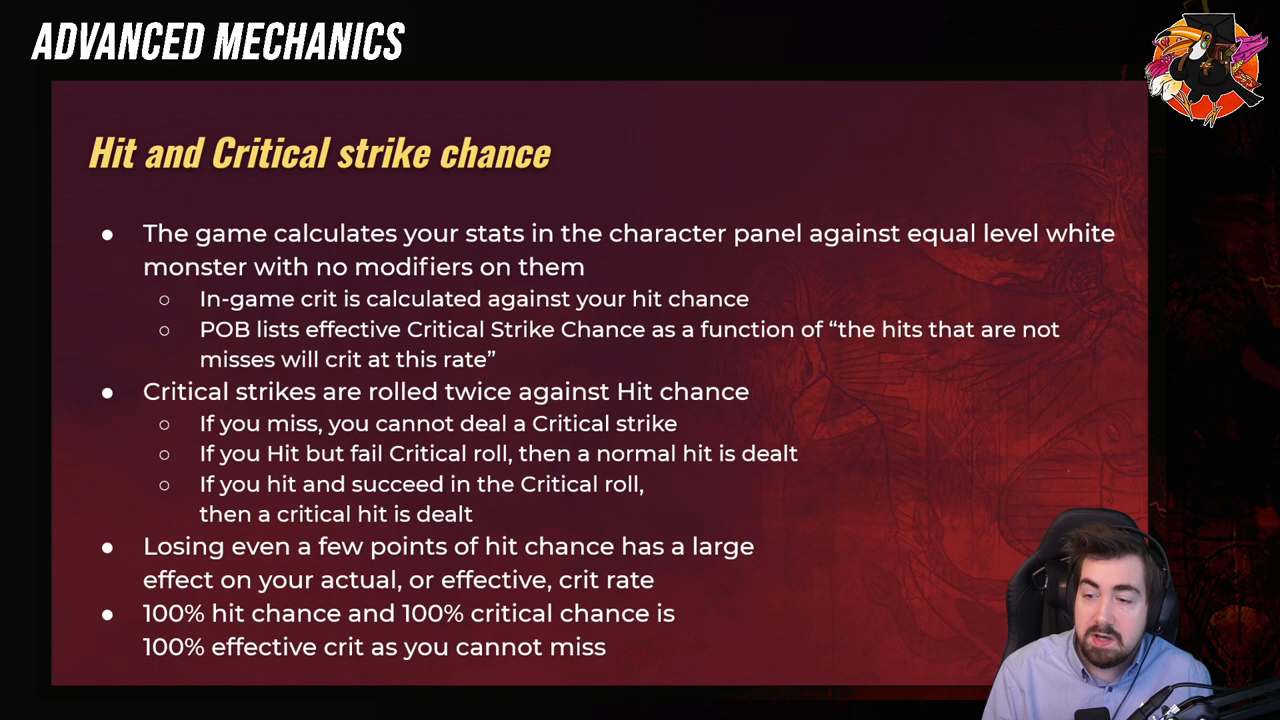 ADVANCED MECHANICS
Hit and Critical strike chance
● The game calculates your stats in the character panel against equal level white
monster with no modifiers on them
○ In-game crit is calculated against your hit chance
○ POB lists effective Critical Strike Chance as a function of “the hits that are not
misses will crit at this rate”
● Critical strikes are rolled twice against Hit chance
○ If you miss, you cannot deal a Critical strike
○ If you Hit but fail Critical roll, then a normal hit is dealt
○ If you hit and succeed in the Critical roll,
then a critical hit is dealt
● Losing even a few points of hit chance has a large
effect on your actual, or effective, crit rate
● 100% hit chance and 100% critical chance is
100% effective crit as you cannot miss